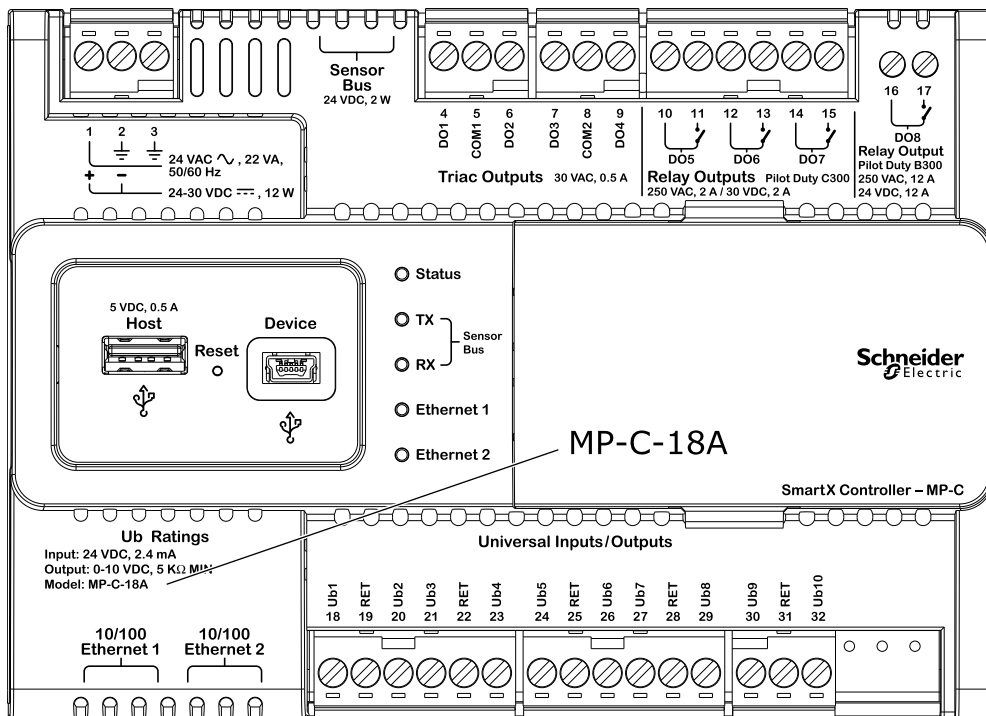 Sensor
Bus
24 VDC, 2 W
1 2 3
24 VAC ∿ , 22 VA,
50/60 Hz
+ –
24-30 VDC ⎓ , 12 W
4 5 6 7 8 9
DO1 COM1 DO2 DO3 COM2 DO4
Triac Outputs 30 VAC, 0.5 A
10 11 12 13 14 15
DO5 DO6 DO7
Relay Outputs Pilot Duty C300
250 VAC, 2 A / 30 VDC, 2 A
16 17
DO8
Relay Output
Pilot Duty B300
250 VAC, 12 A
24 VDC, 12 A
5 VDC, 0.5 A
Host
Reset
Device
Status
TX
RX
Sensor
Bus
Ethernet 1
Ethernet 2
Schneider
Electric
MP-C-18A
SmartX Controller – MP-C
Ub Ratings
Input: 24 VDC, 2.4 mA
Output: 0-10 VDC, 5 KΩ MIN
Model: MP-C-18A
10/100
Ethernet 1
10/100
Ethernet 2
Universal Inputs/Outputs
Ub1 RET Ub2 Ub3 RET Ub4 Ub5 RET Ub6 Ub7 RET Ub8 Ub9 RET Ub10
18 19 20 21 22 23 24 25 26 27 28 29 30 31 32